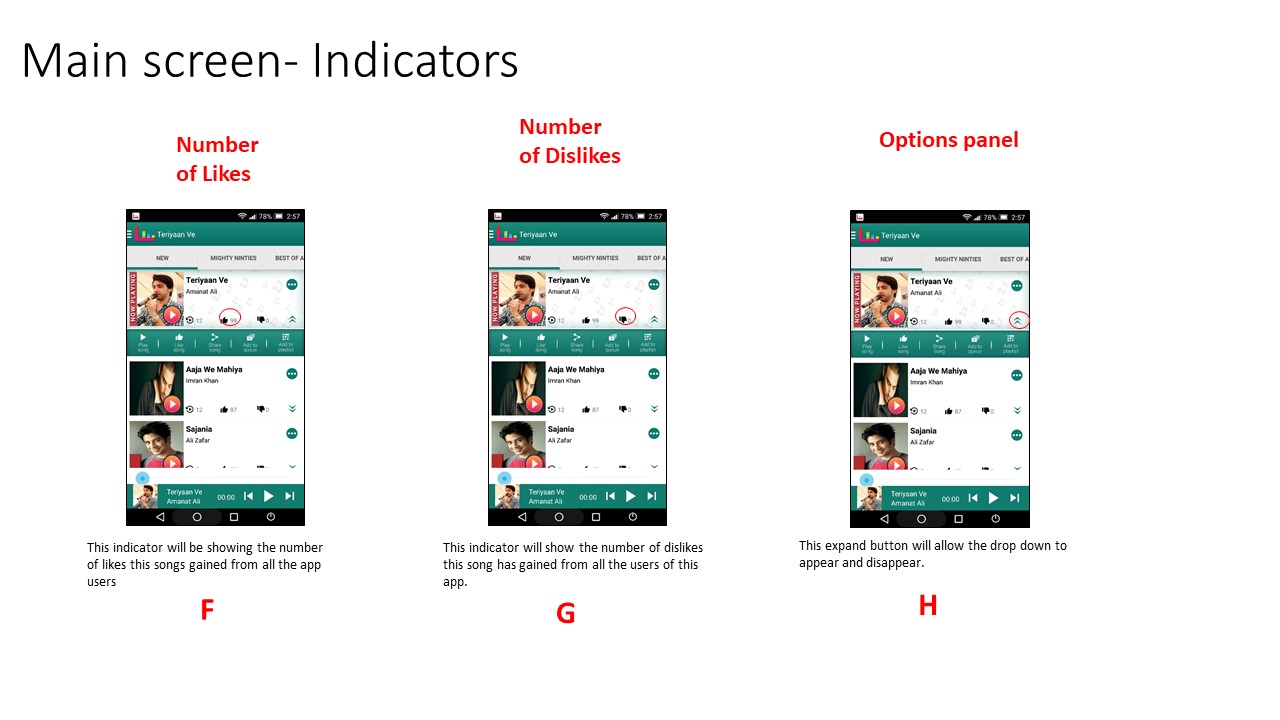 Main screen- Indicators
Number
of Likes
Number
of Dislikes
Options panel
78% 2:57
Teriyaan Ve
NEW MIGHTY NINTIES BEST OF A
NOW PLAYING
Teriyaan Ve
Amanat Ali
12 99 0
Play song Like song Share song Add to queue Add to playlist
Aaja We Mahiya
Imran Khan
12 87 0
Sajania
Ali Zafar
Teriyaan Ve
Amanat Ali
00:00
78% 2:57
Teriyaan Ve
NEW MIGHTY NINTIES BEST OF A
NOW PLAYING
Teriyaan Ve
Amanat Ali
12 99
Play song Like song Share song Add to queue Add to playlist
Aaja We Mahiya
Imran Khan
12 87 0
Sajania
Ali Zafar
Teriyaan Ve
Amanat Ali
00:00
78% 2:57
Teriyaan Ve
NEW MIGHTY NINTIES BEST OF A
NOW PLAYING
Teriyaan Ve
Amanat Ali
12 99 0
Play song Like song Share song Add to queue Add to playlist
Aaja We Mahiya
Imran Khan
12 87 0
Sajania
Ali Zafar
Teriyaan Ve
Amanat Ali
00:00
This indicator will be showing the number
of likes this songs gained from all the app
users
F
This indicator will show the number of dislikes
this song has gained from all the users of this
app.
G
This expand button will allow the drop down to
appear and disappear.
H